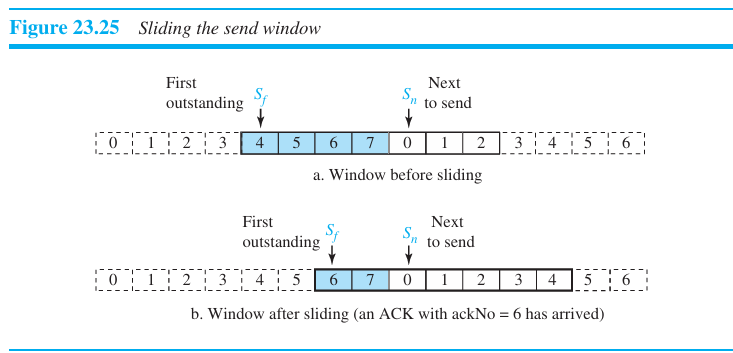 Figure 23.25 Sliding the send window
First outstanding Sf
Sn Next to send
0 1 2 3 4 5 6 7 0 1 2 3 4 5 6
a. Window before sliding
First outstanding Sf
Sn Next to send
0 1 2 3 4 5 6 7 0 1 2 3 4 5 6
b. Window after sliding (an ACK with ackNo = 6 has arrived)